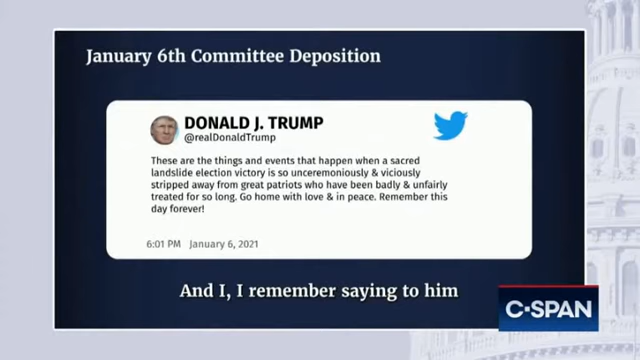 January 6th Committee Deposition
DONALD J. TRUMP
@realDonaldTrump
These are the things and events that happen when a sacred
landslide election victory is so unceremoniously & viciously
stripped away from great patriots who have been badly & unfairly
treated for so long. Go home with love & in peace. Remember this
day forever!
6:01 PM January 6, 2021
And I, I remember saying to him
C-SPAN